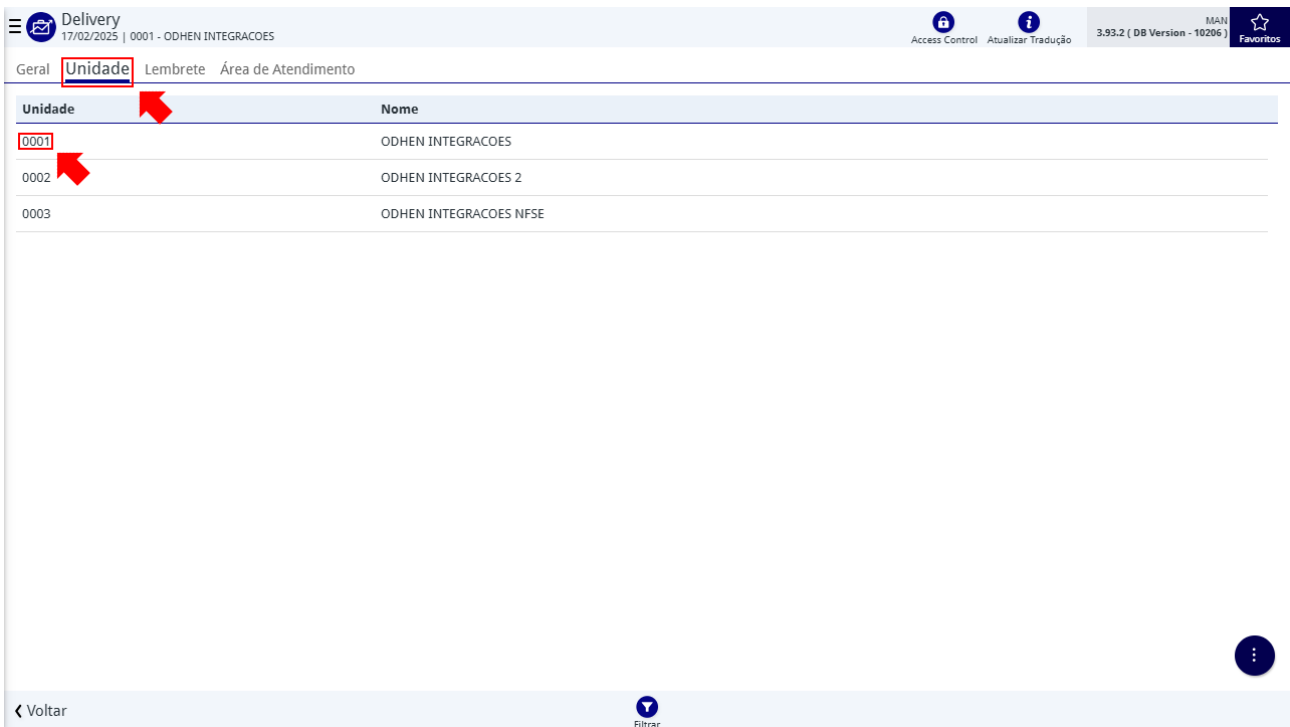 Delivery
17/02/2025 | 0001 - ODHEN INTEGRACOES
Access Control
Atualizar Tradução
MAN
3.93.2 ( DB Version - 10206 )
Favoritos
Geral Unidade Lembrete Área de Atendimento
Unidade Nome
0001 ODHEN INTEGRACOES
0002 ODHEN INTEGRACOES 2
0003 ODHEN INTEGRACOES NFSE
Voltar
Filtrar